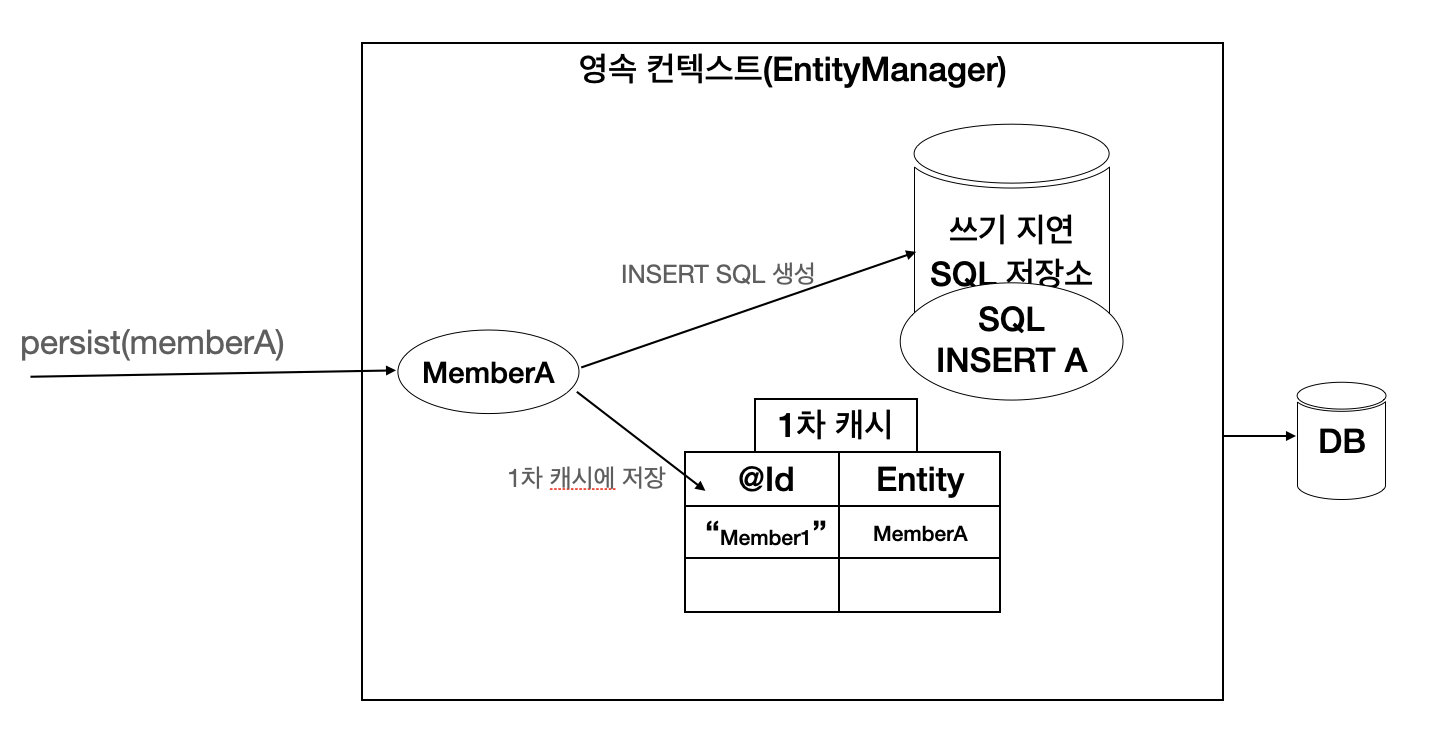 영속 컨텍스트(EntityManager)
쓰기 지연
SQL 저장소
INSERT SQL 생성
SQL
INSERT A
persist(memberA)
MemberA
1차 캐시
DB
1차 캐시에 저장
@Id
Entity
“Member1”
MemberA